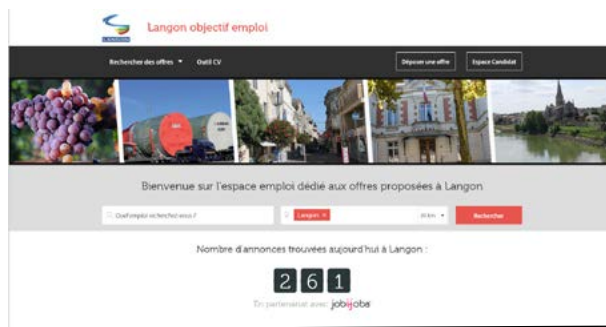 LANGON
Langon objectif emploi
Rechercher des offres Outil CV Déposer une offre Espace Candidat
Bienvenue sur l'espace emploi dédié aux offres proposées à Langon
Quel emploi recherchez-vous ? Langon × Rechercher
Nombre d'annonces trouvées aujourd'hui à Langon :
2 6 1
En partenariat avec jobijoba